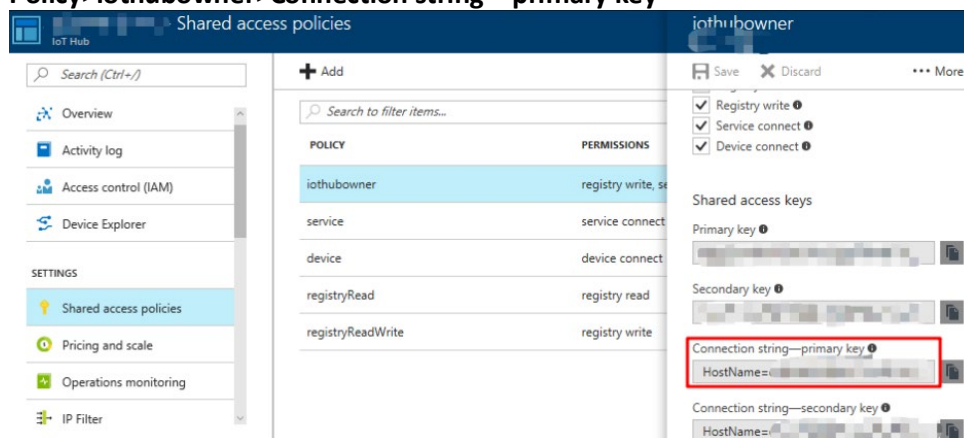 Policy>iothubowner>Connection string—primary key
Shared access policies
IoT Hub
Search (Ctrl+/)
Overview
Activity log
Access control (IAM)
Device Explorer
SETTINGS
Shared access policies
Pricing and scale
Operations monitoring
IP Filter
Add
Search to filter items...
POLICY PERMISSIONS
iothubowner registry write, se
service service connect
device device connect
registryRead registry read
registryReadWrite registry write
iothubowner
Save Discard ••• More
Registry write
Service connect
Device connect
Shared access keys
Primary key
Secondary key
Connection string—primary key
HostName=
Connection string—secondary key
HostName=